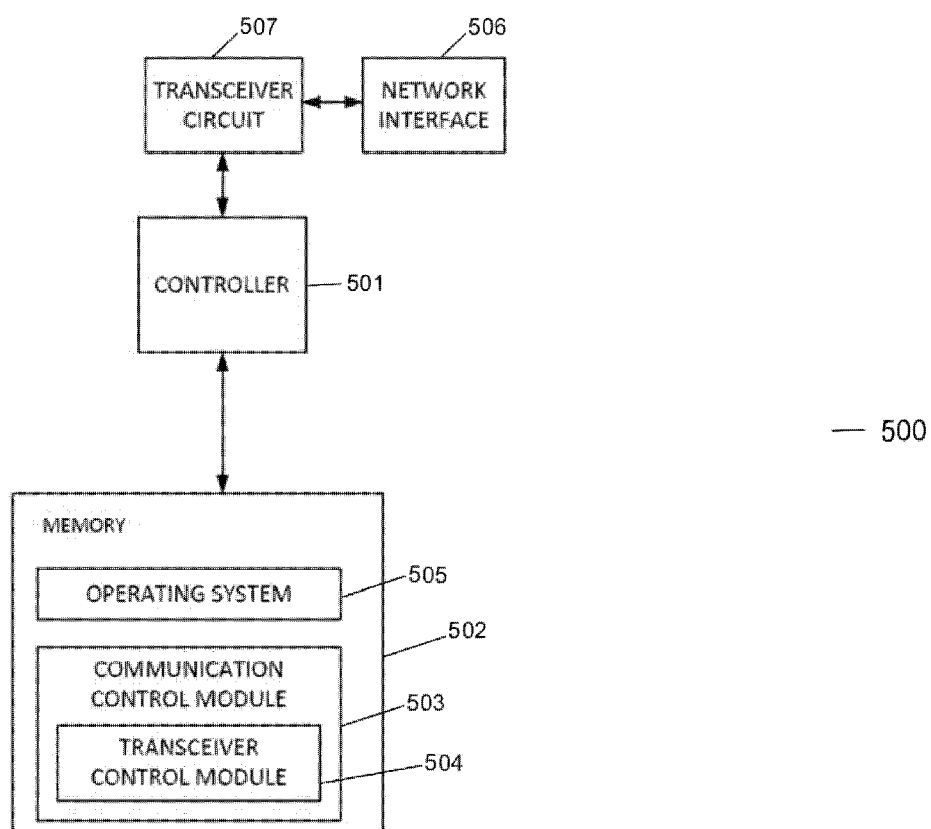 507
506
TRANSCEIVER
CIRCUIT
NETWORK
INTERFACE
CONTROLLER
501
500
MEMORY
OPERATING SYSTEM
505
502
COMMUNICATION
CONTROL MODULE
503
TRANSCEIVER
CONTROL MODULE
504